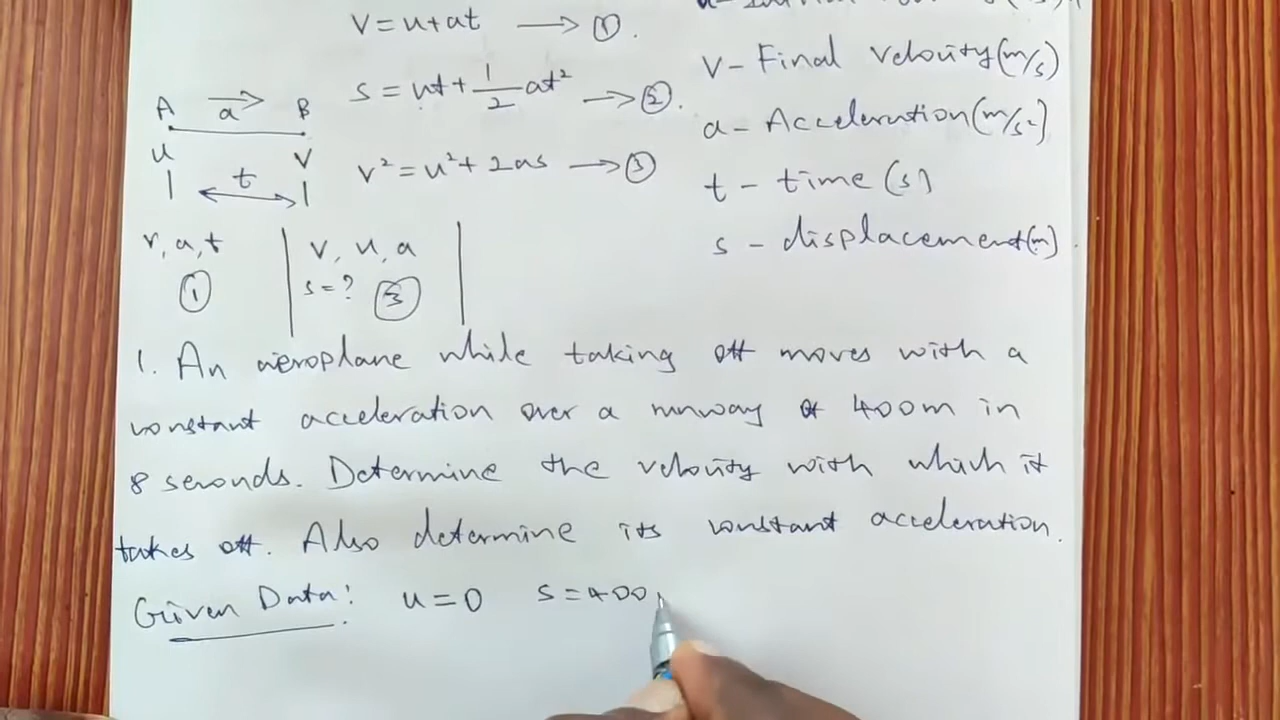 V = u + at → ①.
s = ut + 1/2 at² → ②.
v² = u² + 2as → ③
A a→ B
u v
t
v, u, t
①
V, u, a
s = ? ③
V – Final velocity (m/s)
a – Acceleration (m/s²)
t – time (s)
s – displacement (m)
1. An aeroplane while taking off moves with a
constant acceleration over a runway of 400m in
8 seconds. Determine the velocity with which it
takes off. Also determine its constant acceleration.
Given Data: u = 0 s = 400